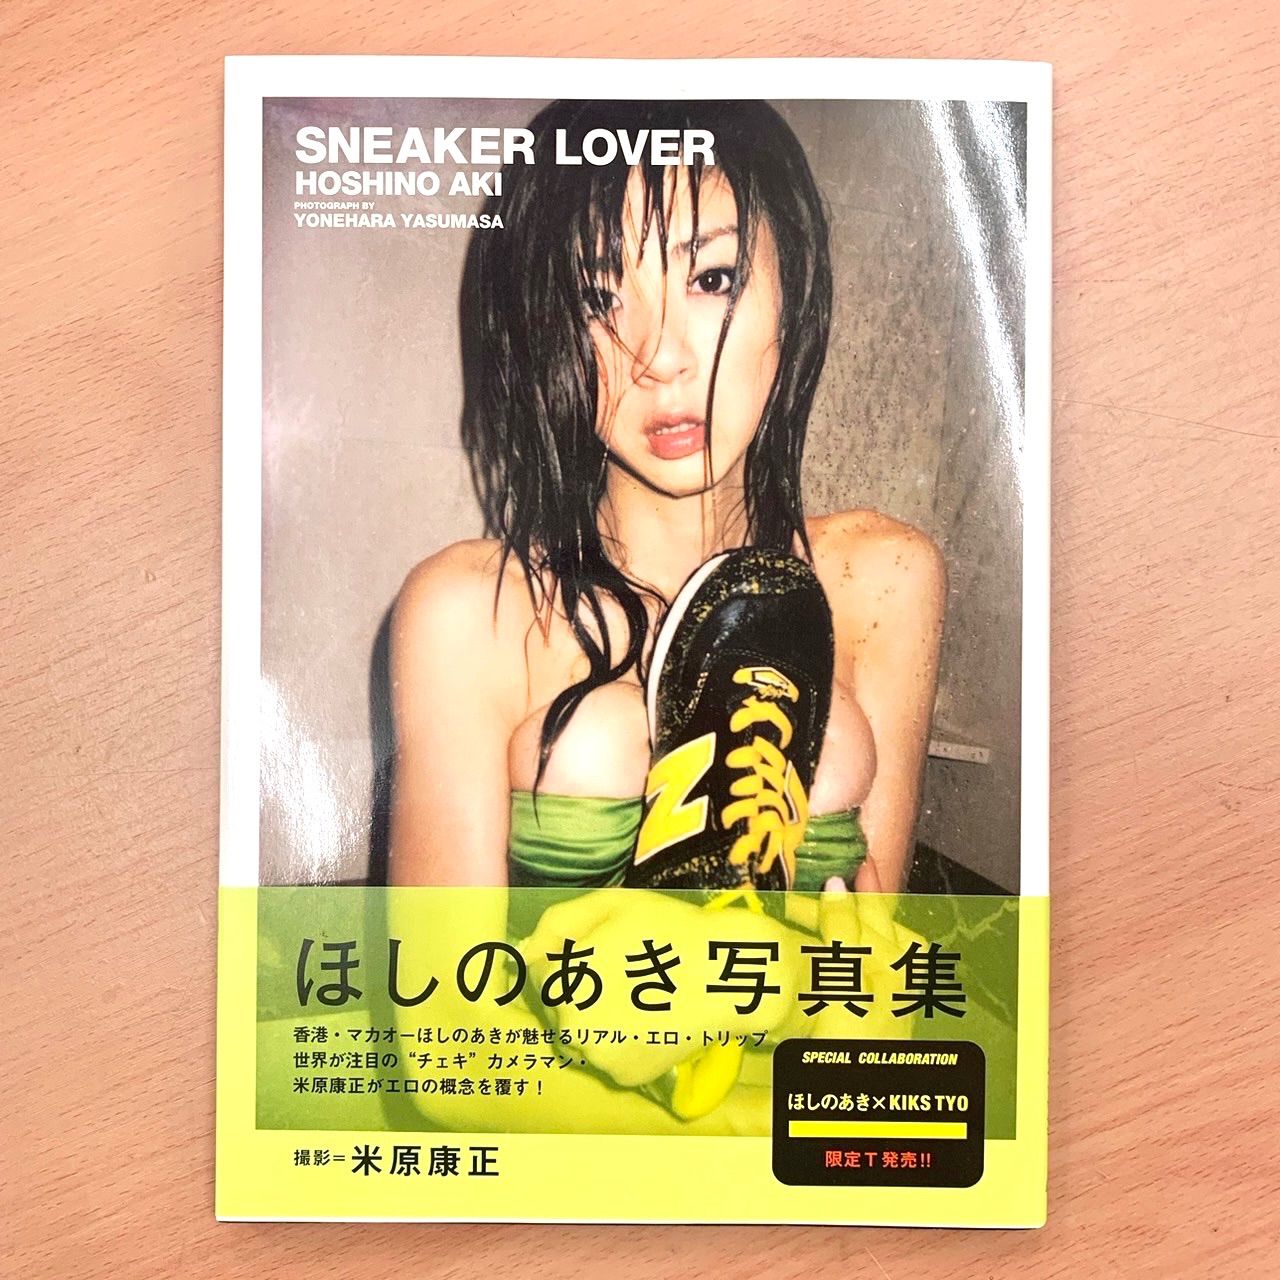 SNEAKER LOVER
HOSHINO AKI
PHOTOGRAPH BY
YONEHARA YASUMASA
N
ほしのあき写真集
香港・マカオーほしのあきが魅せるリアル・エロ・トリップ
世界が注目の“チェキ”カメラマン・
米原康正がエロの概念を覆す！
撮影＝米原康正
SPECIAL COLLABORATION
ほしのあき×KIKS TYO
限定T発売!!